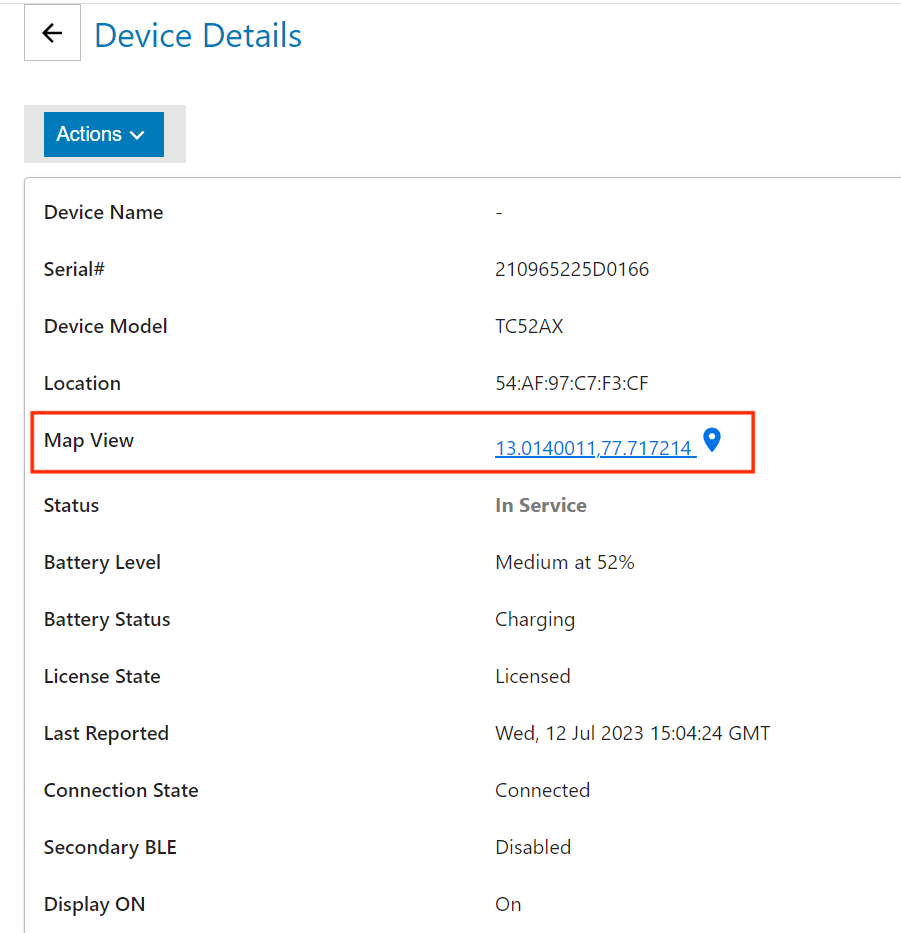 Device Details
Actions
Device Name -
Serial# 210965225D0166
Device Model TC52AX
Location 54:AF:97:C7:F3:CF
Map View 13.0140011,77.717214
Status In Service
Battery Level Medium at 52%
Battery Status Charging
License State Licensed
Last Reported Wed, 12 Jul 2023 15:04:24 GMT
Connection State Connected
Secondary BLE Disabled
Display ON On